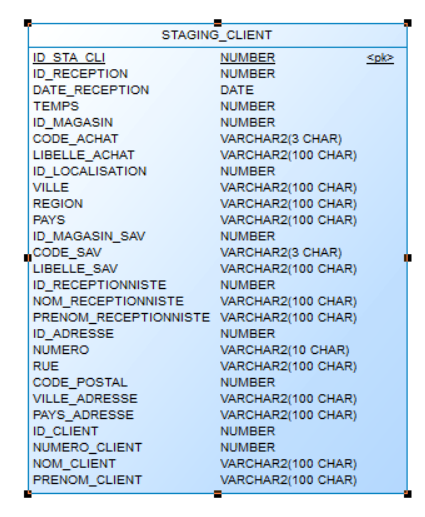 STAGING_CLIENT
ID_STA_CLI NUMBER <pk>
ID_RECEPTION NUMBER
DATE_RECEPTION DATE
TEMPS NUMBER
ID_MAGASIN NUMBER
CODE_ACHAT VARCHAR2(3 CHAR)
LIBELLE_ACHAT VARCHAR2(100 CHAR)
ID_LOCALISATION NUMBER
VILLE VARCHAR2(100 CHAR)
REGION VARCHAR2(100 CHAR)
PAYS VARCHAR2(100 CHAR)
ID_MAGASIN_SAV NUMBER
CODE_SAV VARCHAR2(3 CHAR)
LIBELLE_SAV VARCHAR2(100 CHAR)
ID_RECEPTIONNISTE NUMBER
NOM_RECEPTIONNISTE VARCHAR2(100 CHAR)
PRENOM_RECEPTIONNISTE VARCHAR2(100 CHAR)
ID_ADRESSE NUMBER
NUMERO VARCHAR2(10 CHAR)
RUE VARCHAR2(100 CHAR)
CODE_POSTAL NUMBER
VILLE_ADRESSE VARCHAR2(100 CHAR)
PAYS_ADRESSE VARCHAR2(100 CHAR)
ID_CLIENT NUMBER
NUMERO_CLIENT NUMBER
NOM_CLIENT VARCHAR2(100 CHAR)
PRENOM_CLIENT VARCHAR2(100 CHAR)